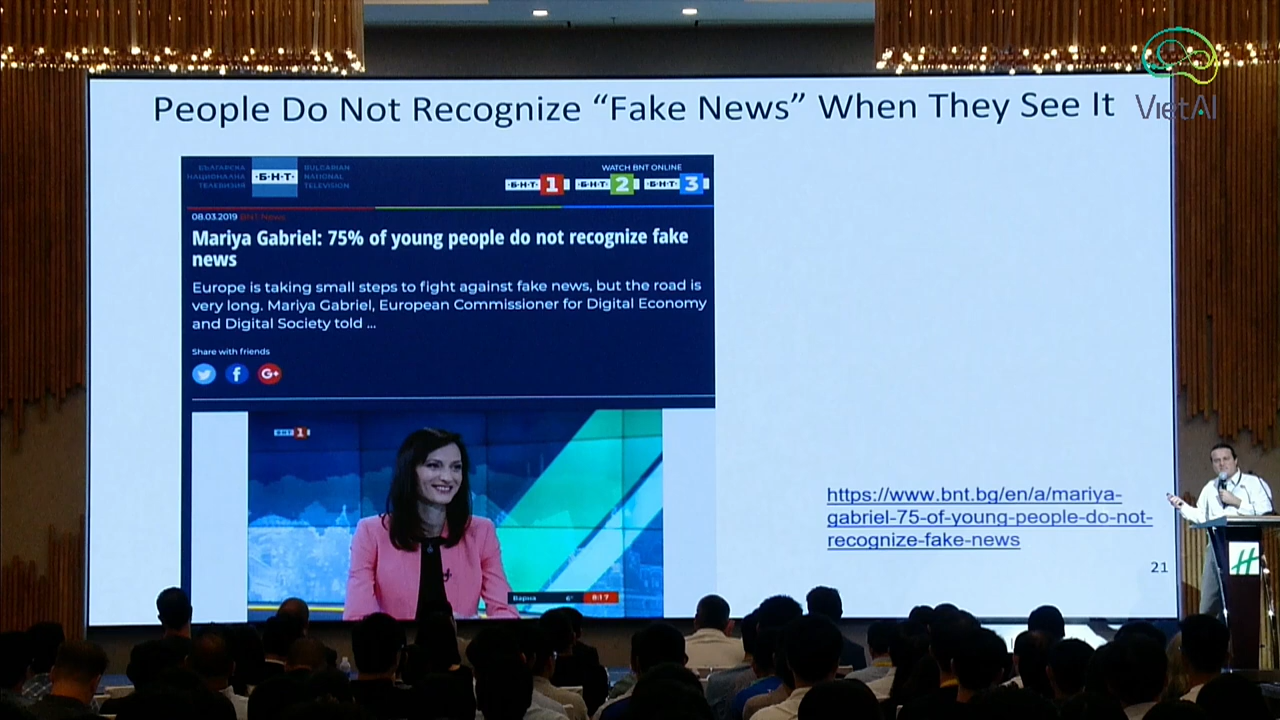 VietAI
People Do Not Recognize “Fake News” When They See It
БЪЛГАРСКА
НАЦИОНАЛНА
ТЕЛЕВИЗИЯ
·БНТ·
BULGARIAN
NATIONAL
TELEVISION
WATCH BNT ONLINE
·БНТ· 1 ·БНТ· 2 ·БНТ· 3
08.03.2019 BNT News
Mariya Gabriel: 75% of young people do not recognize fake
news
Europe is taking small steps to fight against fake news, but the road is
very long. Mariya Gabriel, European Commissioner for Digital Economy
and Digital Society told ...
Share with friends
G+
БНТ 1
Варна 6° 8:17
https://www.bnt.bg/en/a/mariya-
gabriel-75-of-young-people-do-not-
recognize-fake-news
21
H